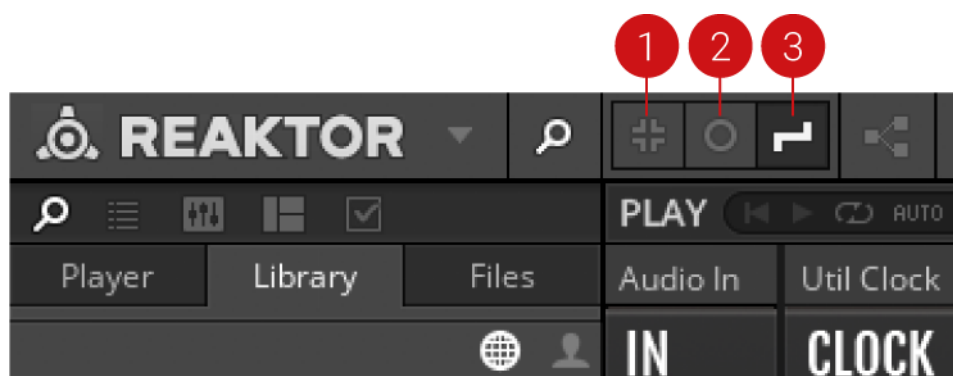 1 2 3
REAKTOR
PLAY AUTO
Player Library Files Audio In Util Clock
IN CLOCK